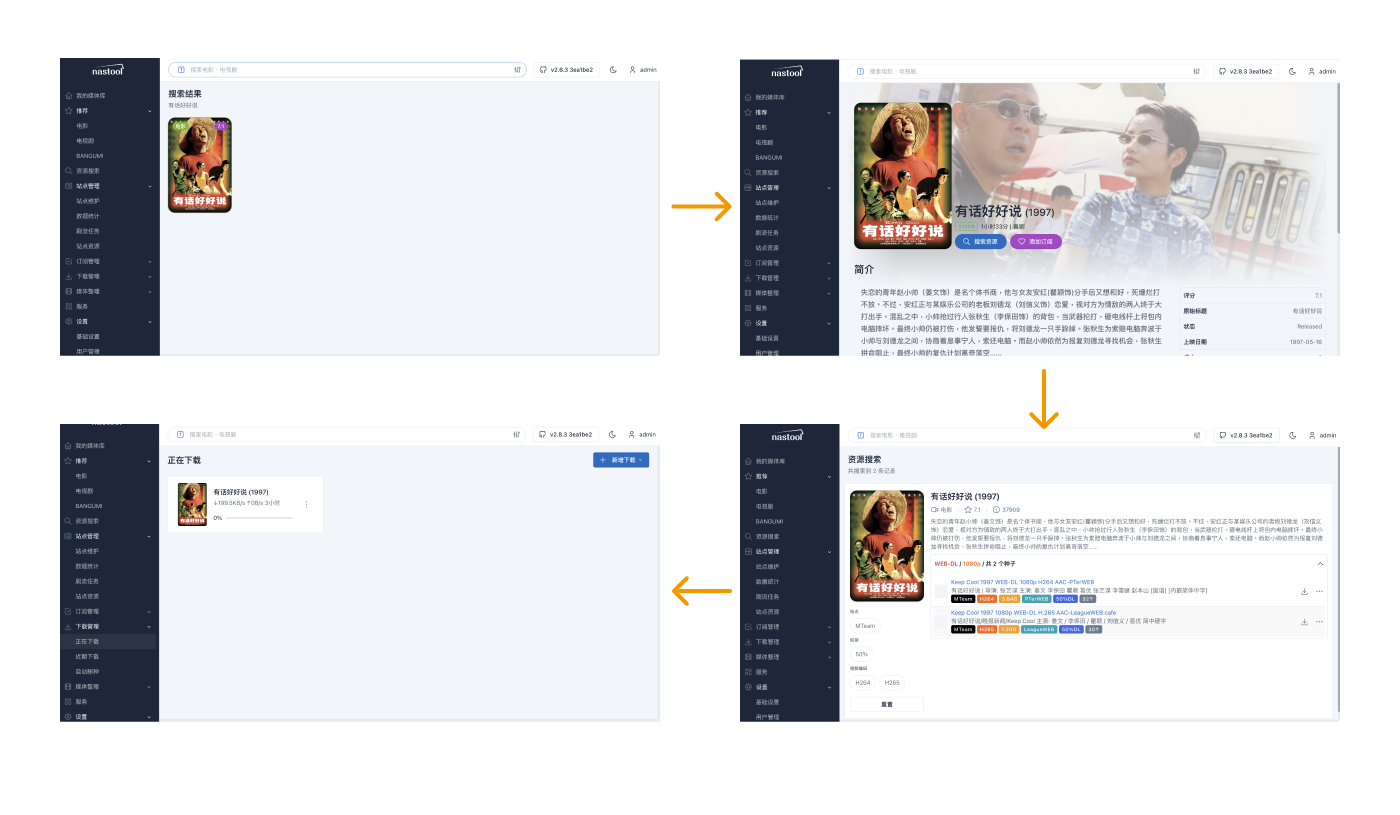 nastool
搜索电影、电视剧
v2.8.3 3ea1be2
admin
我的媒体库
推荐
电影
电视剧
BANGUMI
资源搜索
站点管理
站点维护
数据统计
刷流任务
站点资源
订阅管理
下载管理
媒体整理
服务
设置
基础设置
用户管理
搜索结果
有话好好说
电影
7.1
有话好好说
nastool
搜索电影、电视剧
v2.8.3 3ea1be2
admin
我的媒体库
推荐
电影
电视剧
BANGUMI
资源搜索
站点管理
站点维护
数据统计
刷流任务
站点资源
订阅管理
下载管理
媒体整理
服务
设置
基础设置
用户管理
有话好好说
有话好好说 (1997)
1小时33分 | 喜剧
搜索资源
添加订阅
简介
失恋的青年赵小帅（姜文饰）是名个体书商，他与女友安红(瞿颖饰)分手后又想和好，死缠烂打
不放。不过，安红正与某娱乐公司的老板刘德龙（刘信义饰）恋爱，视对方为情敌的两人终于大
打出手。混乱之中，小帅抢过行人张秋生（李保田饰）的背包，当武器抡打，砸电线杆上将包内
电脑摔坏。最终小帅仍被打伤，他发誓要报仇，将刘德龙一只手踩掉。张秋生为索赔电脑奔波于
小帅与刘德龙之间，协商着息事宁人，索还电脑。而赵小帅依然为报复刘德龙寻找机会，张秋生
拼命阻止，最终小帅的复仇计划离奇落空……
评分
7.1
原始标题
有话好好说
状态
Released
上映日期
1997-05-16
搜索电影、电视剧
v2.8.3 3ea1be2
admin
我的媒体库
推荐
电影
电视剧
BANGUMI
资源搜索
站点管理
站点维护
数据统计
刷流任务
站点资源
订阅管理
下载管理
正在下载
近期下载
自动删种
媒体整理
服务
设置
正在下载
新增下载
有话好好说 (1997)
↓199.5KB/s ↑0B/s 3小时
0%
nastool
搜索电影、电视剧
v2.8.3 3ea1be2
admin
我的媒体库
推荐
电影
电视剧
BANGUMI
资源搜索
站点管理
站点维护
数据统计
刷流任务
站点资源
订阅管理
下载管理
媒体整理
服务
设置
基础设置
用户管理
资源搜索
共搜索到 2 条记录
有话好好说
有话好好说 (1997)
电影 · 7.1 · 37909
失恋的青年赵小帅（姜文饰）是名个体书商，他与女友安红(瞿颖饰)分手后又想和好，死缠烂打不放。不过，安红正与某娱乐公司的老板刘德龙（刘信义
饰）恋爱，视对方为情敌的两人终于大打出手。混乱之中，小帅抢过行人张秋生（李保田饰）的背包，当武器抡打，砸电线杆上将包内电脑摔坏。最终小
帅仍被打伤，他发誓要报仇，将刘德龙一只手踩掉。张秋生为索赔电脑奔波于小帅与刘德龙之间，协商着息事宁人，索还电脑。而赵小帅依然为报复刘德
龙寻找机会，张秋生拼命阻止，最终小帅的复仇计划离奇落空……
WEB-DL / 1080p / 共 2 个种子
Keep Cool 1997 WEB-DL 1080p H264 AAC-PTerWEB
有话好好说 | 导演: 张艺谋 主演: 姜文 李保田 瞿颖 葛优 张艺谋 李雪健 赵本山 [国语] [内嵌简体中字]
MTeam H264 PTerWEB 50%DL 92↑
Keep Cool 1997 1080p WEB-DL H.265 AAC-LeagueWEB cafe
有话好好说/晚报新闻/Keep Cool 主演: 姜文 / 李保田 / 瞿颖 / 刘信义 / 葛优 简中硬字
MTeam H265 LeagueWEB 50%DL 30↑
站点
MTeam
促销
50%
视频编码
H264
H265
重置